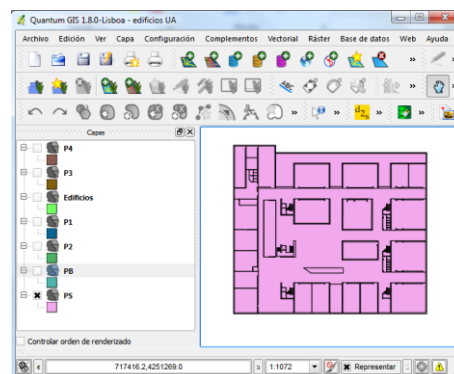 Quantum GIS 1.8.0-Lisboa - edificios UA
Archivo Edición Ver Capa Configuración Complementos Vectorial Ráster Base de datos Web Ayuda
Capas
P4
P3
Edificios
P1
P2
PB
PS
Controlar orden de renderizado
717416.2,4251269.0
1:1072
Representar